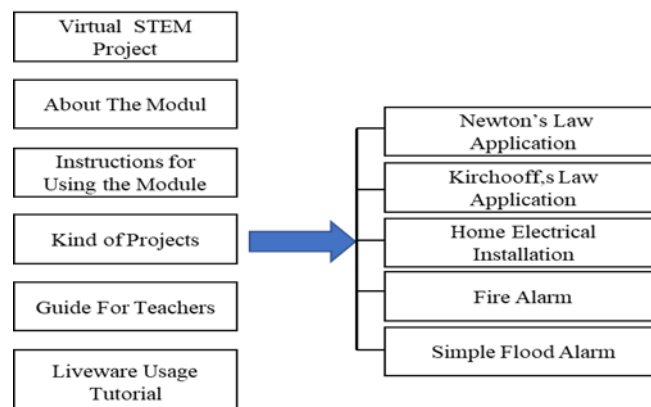 Virtual STEM
Project
About The Modul
Instructions for
Using the Module
Kind of Projects
Guide For Teachers
Liveware Usage
Tutorial
Newton's Law
Application
Kirchooff,s Law
Application
Home Electrical
Installation
Fire Alarm
Simple Flood Alarm